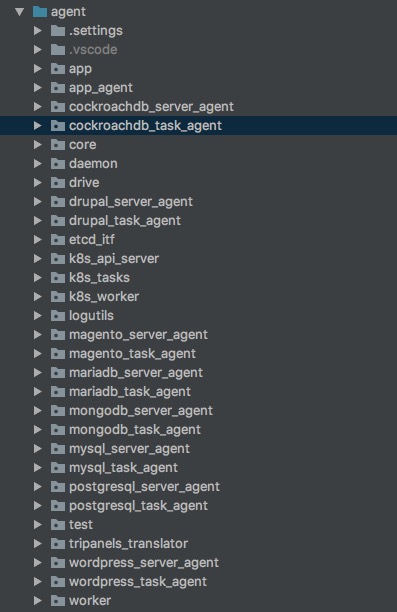 agent
.settings
.vscode
app
app_agent
cockroachdb_server_agent
cockroachdb_task_agent
core
daemon
drive
drupal_server_agent
drupal_task_agent
etcd_itf
k8s_api_server
k8s_tasks
k8s_worker
logutils
magento_server_agent
magento_task_agent
mariadb_server_agent
mariadb_task_agent
mongodb_server_agent
mongodb_task_agent
mysql_server_agent
mysql_task_agent
postgresql_server_agent
postgresql_task_agent
test
tripanels_translator
wordpress_server_agent
wordpress_task_agent
worker